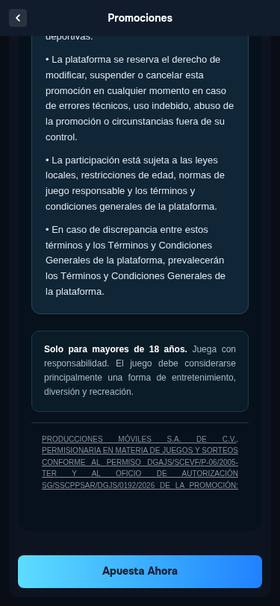 Promociones
deportivas.
• La plataforma se reserva el derecho de
modificar, suspender o cancelar esta
promoción en cualquier momento en caso
de errores técnicos, uso indebido, abuso de
la promoción o circunstancias fuera de su
control.
• La participación está sujeta a las leyes
locales, restricciones de edad, normas de
juego responsable y los términos y
condiciones generales de la plataforma.
• En caso de discrepancia entre estos
términos y los Términos y Condiciones
Generales de la plataforma, prevalecerán
los Términos y Condiciones Generales de
la plataforma.
Solo para mayores de 18 años. Juega con
responsabilidad. El juego debe considerarse
principalmente una forma de entretenimiento,
diversión y recreación.
PRODUCCIONES MÓVILES S.A. DE C.V.,
PERMISIONARIA EN MATERIA DE JUEGOS Y SORTEOS
CONFORME AL PERMISO DGAJS/SCEVF/P-06/2005-
TER Y AL OFICIO DE AUTORIZACIÓN
SG/SSCPPSAR/DGJS/0192/2026 DE LA PROMOCIÓN:
Apuesta Ahora